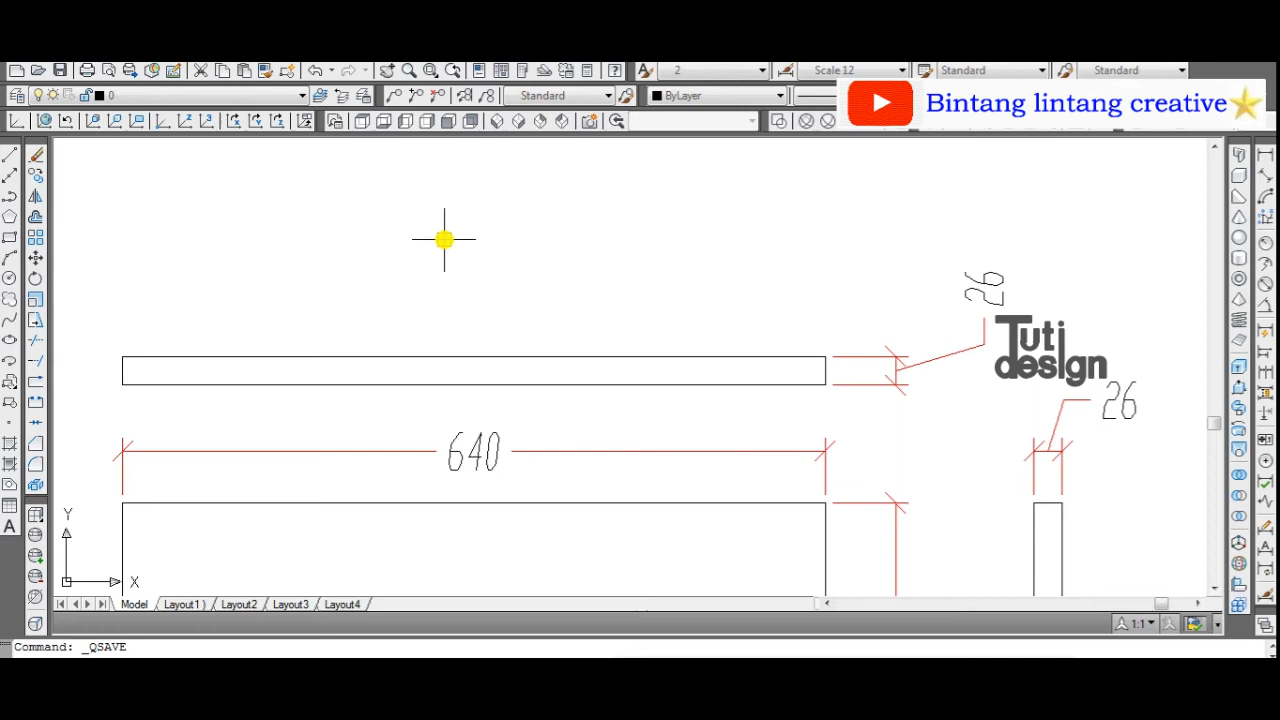 2
Scale 12
Standard
Standard
0
Standard
ByLayer
Bintang lintang creative
26
Tuti
design
26
640
Y
X
Model
Layout1 )
Layout2
Layout3
Layout4
1:1
Command: _QSAVE